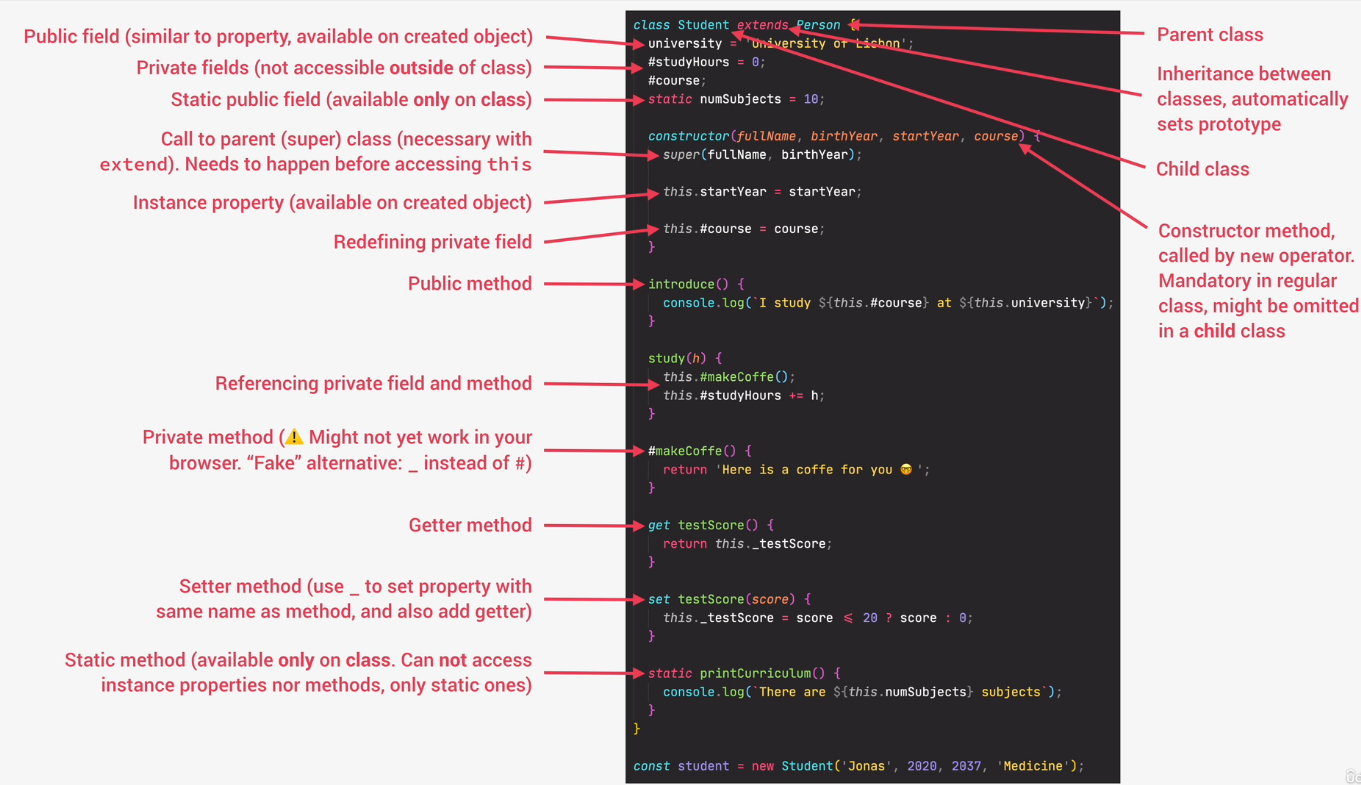 Public field (similar to property, available on created object)
Private fields (not accessible outside of class)
Static public field (available only on class)
Call to parent (super) class (necessary with
extend). Needs to happen before accessing this
Instance property (available on created object)
Redefining private field
Public method
Referencing private field and method
Private method (⚠️ Might not yet work in your
browser. “Fake” alternative: _ instead of #)
Getter method
Setter method (use _ to set property with
same name as method, and also add getter)
Static method (available only on class. Can not access
instance properties nor methods, only static ones)
class Student extends Person {
university = 'University of Lisbon';
#studyHours = 0;
#course;
static numSubjects = 10;
constructor(fullName, birthYear, startYear, course) {
super(fullName, birthYear);
this.startYear = startYear;
this.#course = course;
}
introduce() {
console.log(`I study ${this.#course} at ${this.university}`);
}
study(h) {
this.#makeCoffe();
this.#studyHours += h;
}
#makeCoffe() {
return 'Here is a coffe for you 🤓';
}
get testScore() {
return this._testScore;
}
set testScore(score) {
this._testScore = score <= 20 ? score : 0;
}
static printCurriculum() {
console.log(`There are ${this.numSubjects} subjects`);
}
}
const student = new Student('Jonas', 2020, 2037, 'Medicine');
Parent class
Inheritance between
classes, automatically
sets prototype
Child class
Constructor method,
called by new operator.
Mandatory in regular
class, might be omitted
in a child class